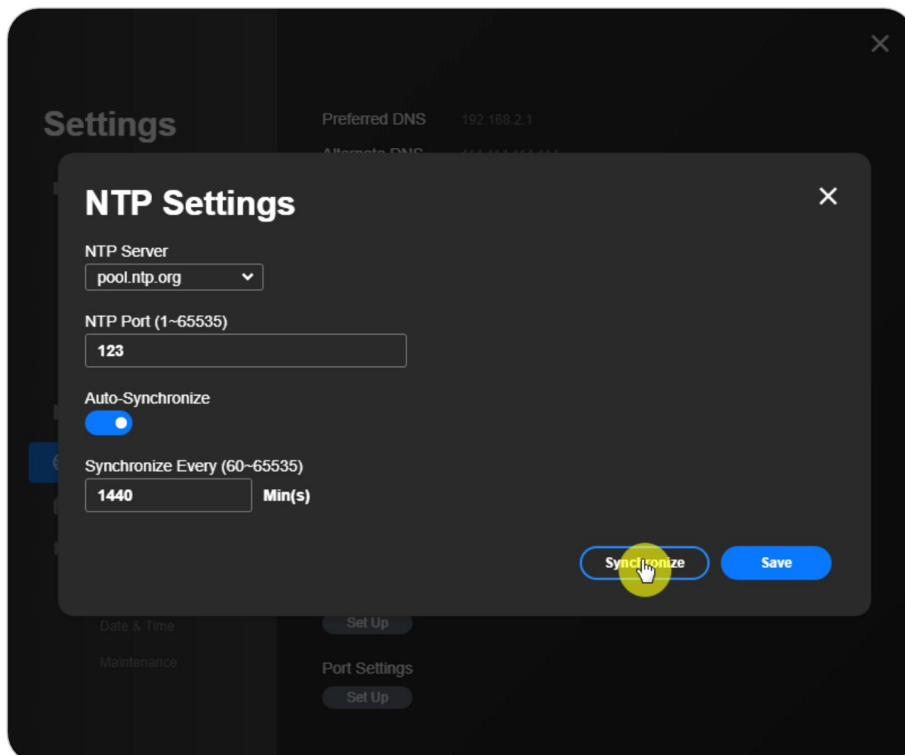 Settings
Preferred DNS 192.168.2.1
Alternate DNS
NTP Settings
NTP Server
pool.ntp.org
NTP Port (1~65535)
123
Auto-Synchronize
Synchronize Every (60~65535)
1440 Min(s)
Synchronize Save
Date & Time
Set Up
Maintenance
Port Settings
Set Up